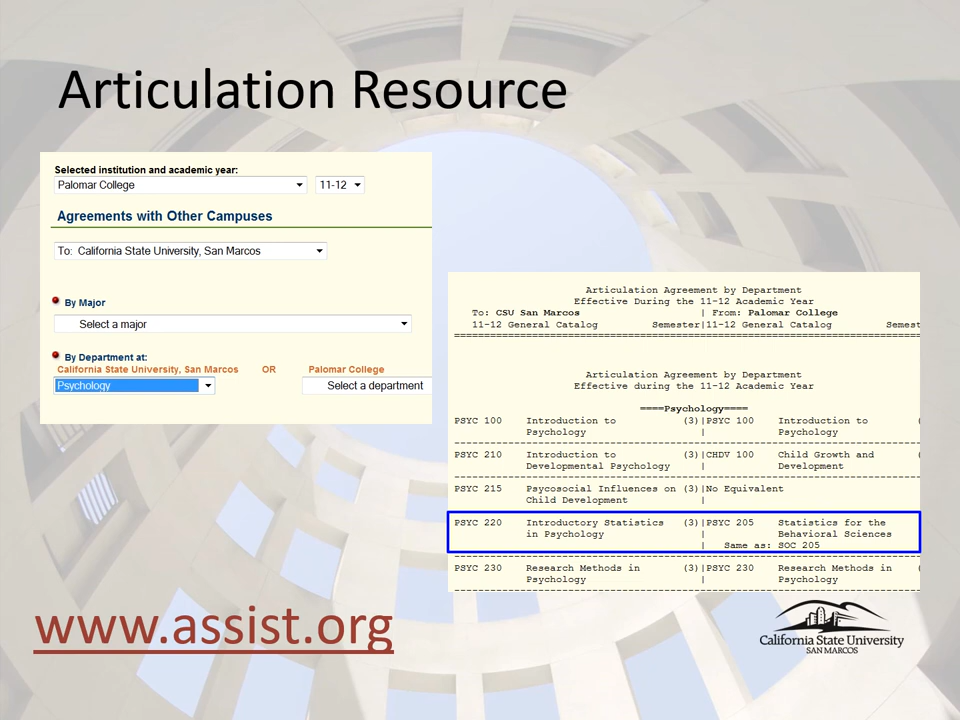 Articulation Resource
Selected institution and academic year:
Palomar College 11-12
Agreements with Other Campuses
To: California State University, San Marcos
By Major
Select a major
By Department at:
California State University, San Marcos OR Palomar College
Psychology Select a department
Articulation Agreement by Department
Effective During the 11-12 Academic Year
To: CSU San Marcos | From: Palomar College
11-12 General Catalog Semester|11-12 General Catalog Semest
================================================================================
Articulation Agreement by Department
Effective during the 11-12 Academic Year
====Psychology====
PSYC 100 Introduction to (3)|PSYC 100 Introduction to (
Psychology | Psychology
--------------------------------------------------------------------------------
PSYC 210 Introduction to (3)|CHDV 100 Child Growth and (
Developmental Psychology | Development
--------------------------------------------------------------------------------
PSYC 215 Psycosocial Influences on (3)|No Equivalent
Child Development |
--------------------------------------------------------------------------------
PSYC 220 Introductory Statistics (3)|PSYC 205 Statistics for the
in Psychology | Behavioral Sciences
| Same as: SOC 205
--------------------------------------------------------------------------------
PSYC 230 Research Methods in (3)|PSYC 230 Research Methods in (
Psychology | Psychology
--------------------------------------------------------------------------------
www.assist.org
California State University
SAN MARCOS